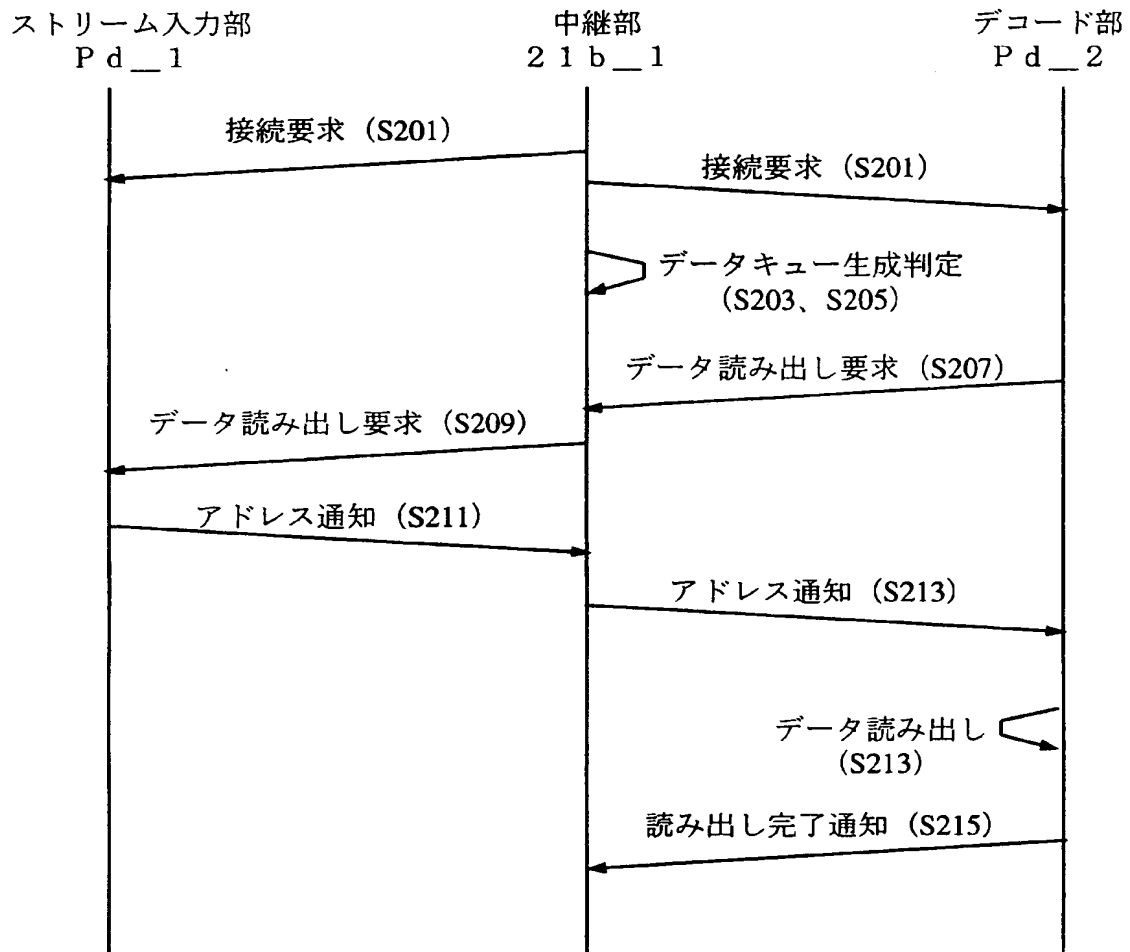 ストリーム入力部 中継部 デコード部
Pd＿1 21b＿1 Pd＿2
接続要求（S201）
接続要求（S201）
データキュー生成判定
（S203、S205）
データ読み出し要求（S207）
データ読み出し要求（S209）
アドレス通知（S211）
アドレス通知（S213）
データ読み出し
（S213）
読み出し完了通知（S215）